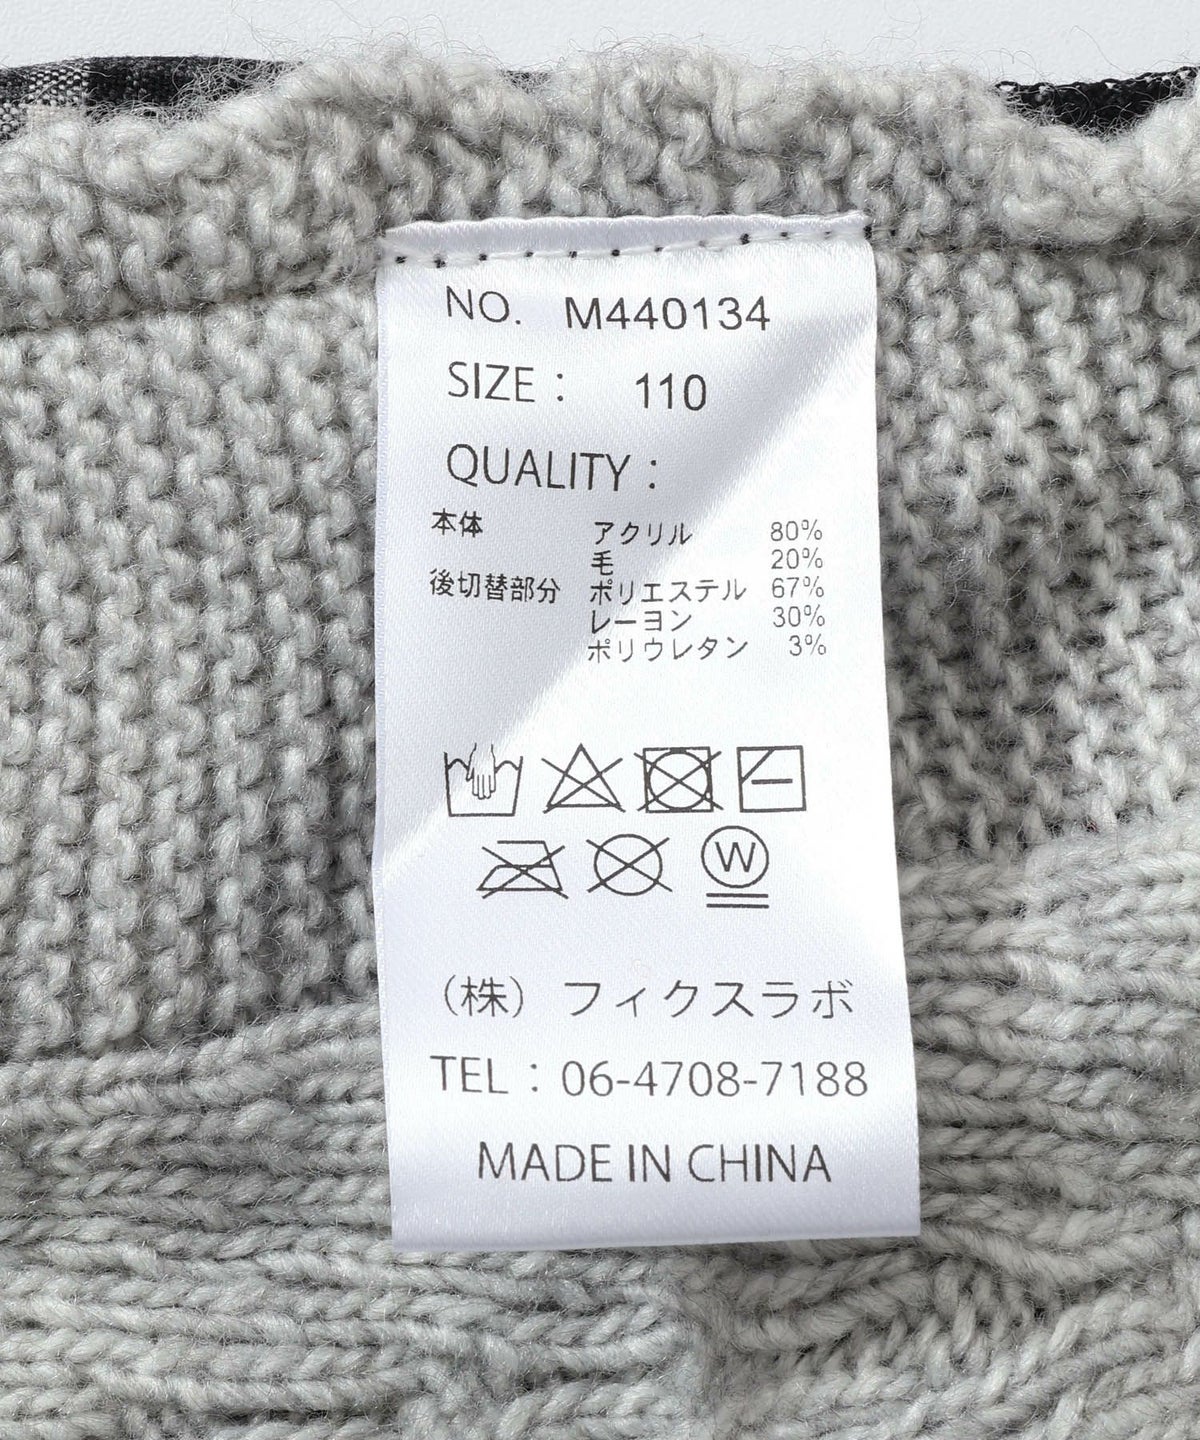 NO. M440134
SIZE : 110
QUALITY :
本体 アクリル 80%
毛 20%
後切替部分 ポリエステル 67%
レーヨン 30%
ポリウレタン 3%
W
(株) フィクスラボ
TEL : 06-4708-7188
MADE IN CHINA